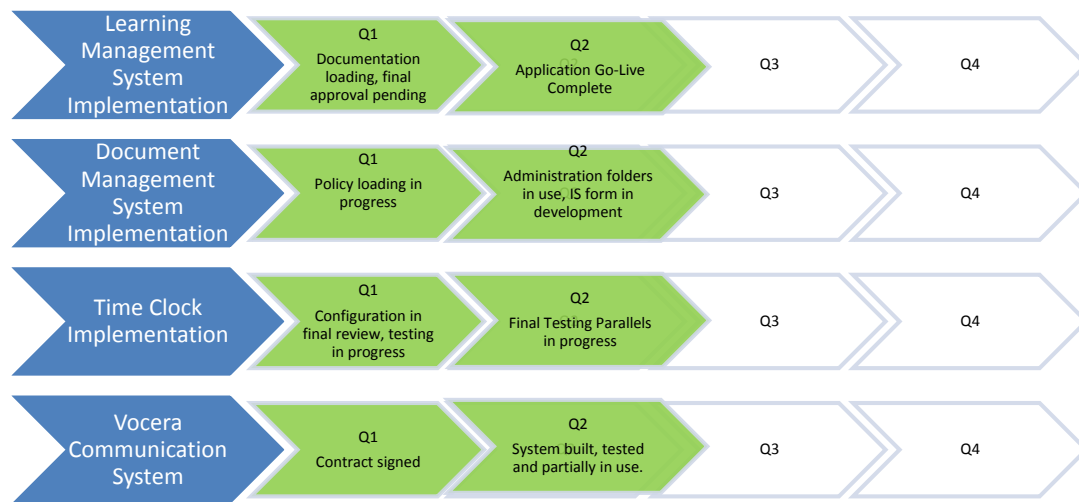 Learning
Management
System
Implementation
Q1
Documentation
loading, final
approval pending
Q2
Application Go-Live
Complete
Q3
Q4
Document
Management
System
Implementation
Q1
Policy loading in
progress
Q2
Administration folders
in use, IS form in
development
Q3
Q4
Time Clock
Implementation
Q1
Configuration in
final review, testing
in progress
Q2
Final Testing Parallels
in progress
Q3
Q4
Vocera
Communication
System
Q1
Contract signed
Q2
System built, tested
and partially in use.
Q3
Q4